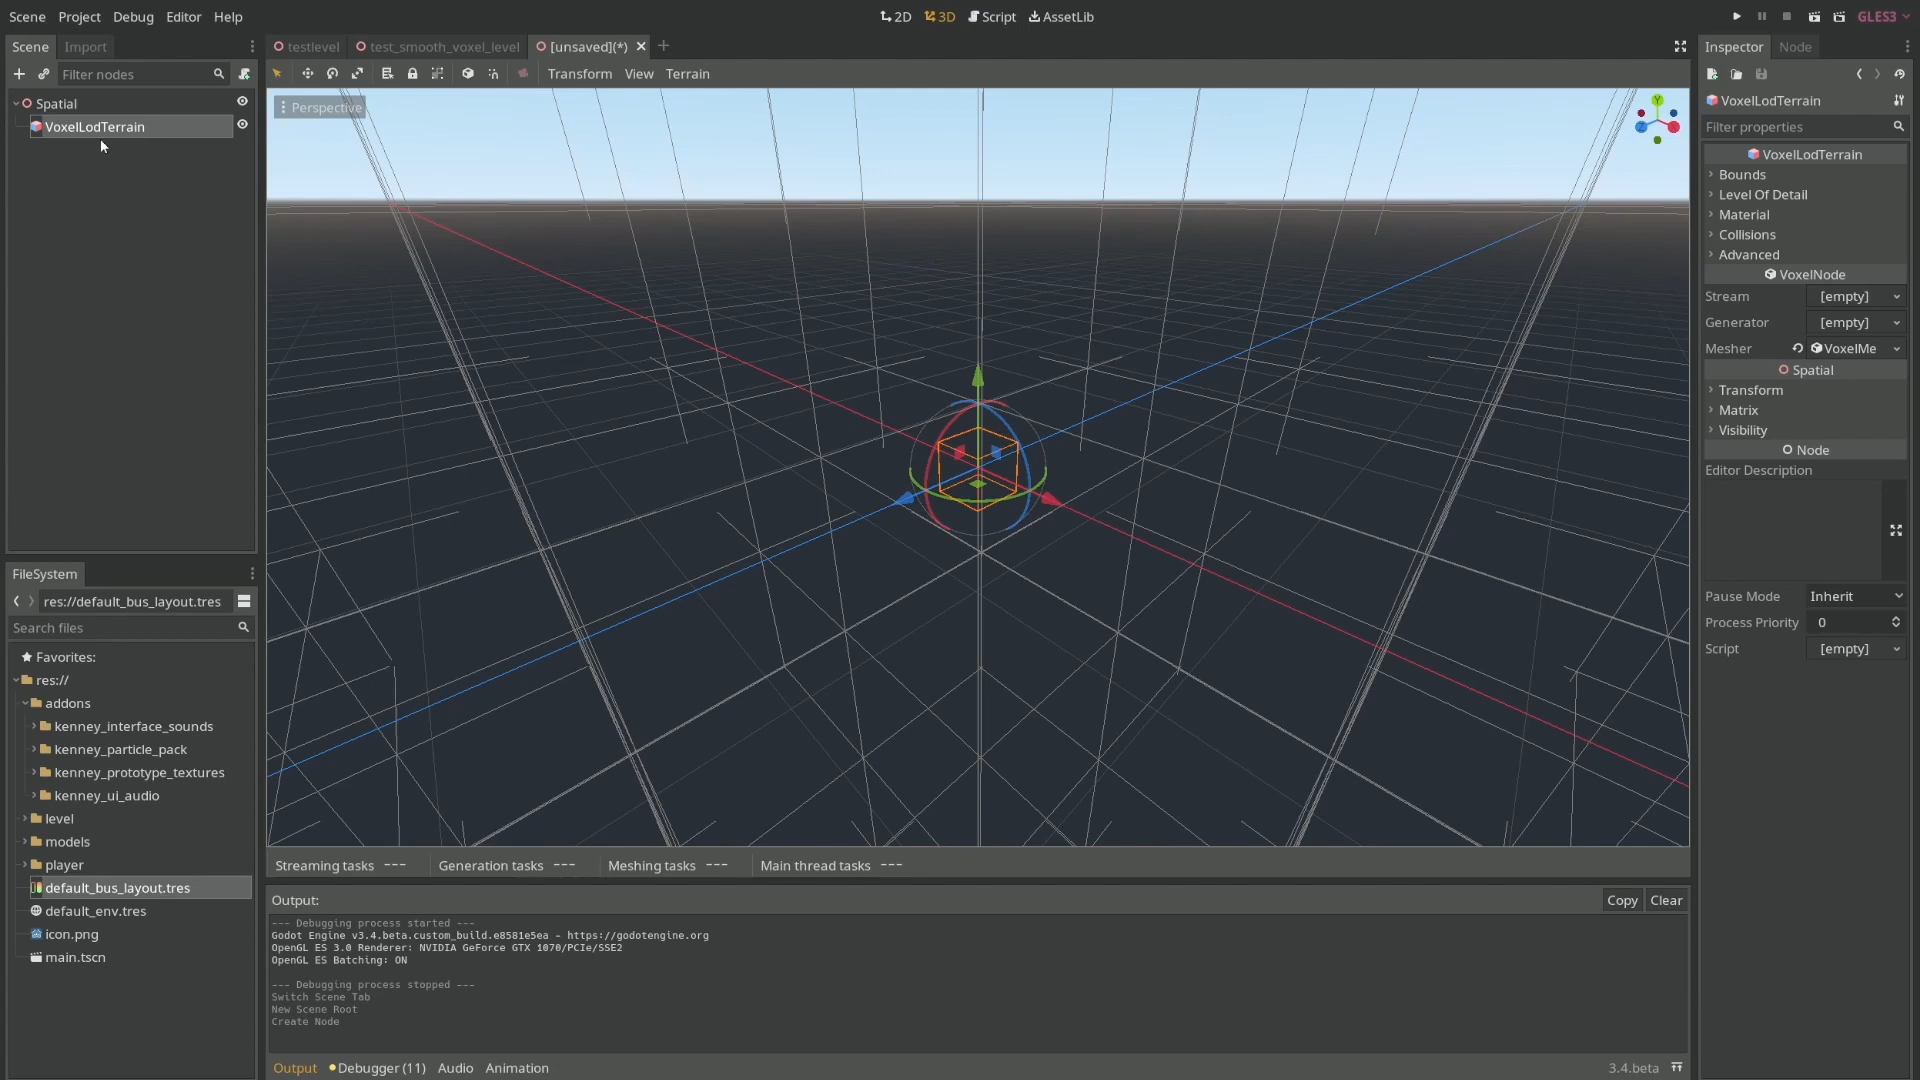 Scene Project Debug Editor Help
2D 3D Script AssetLib
GLES3
Scene Import
testlevel test_smooth_voxel_level [unsaved](*)
Inspector Node
Filter nodes
Transform View Terrain
Spatial
VoxelLodTerrain
Perspective
Y
Z
VoxelLodTerrain
Filter properties
VoxelLodTerrain
Bounds
Level Of Detail
Material
Collisions
Advanced
VoxelNode
Stream [empty]
Generator [empty]
Mesher VoxelMe
Spatial
Transform
Matrix
Visibility
Node
Editor Description
Pause Mode Inherit
Process Priority 0
Script [empty]
FileSystem
res://default_bus_layout.tres
Search files
Favorites:
res://
addons
kenney_interface_sounds
kenney_particle_pack
kenney_prototype_textures
kenney_ui_audio
level
models
player
default_bus_layout.tres
default_env.tres
icon.png
main.tscn
Streaming tasks --- Generation tasks --- Meshing tasks --- Main thread tasks ---
Output:
Copy Clear
--- Debugging process started ---
Godot Engine v3.4.beta.custom_build.e8581e5ea - https://godotengine.org
OpenGL ES 3.0 Renderer: NVIDIA GeForce GTX 1070/PCIe/SSE2
OpenGL ES Batching: ON
--- Debugging process stopped ---
Switch Scene Tab
New Scene Root
Create Node
Output Debugger (11) Audio Animation
3.4.beta